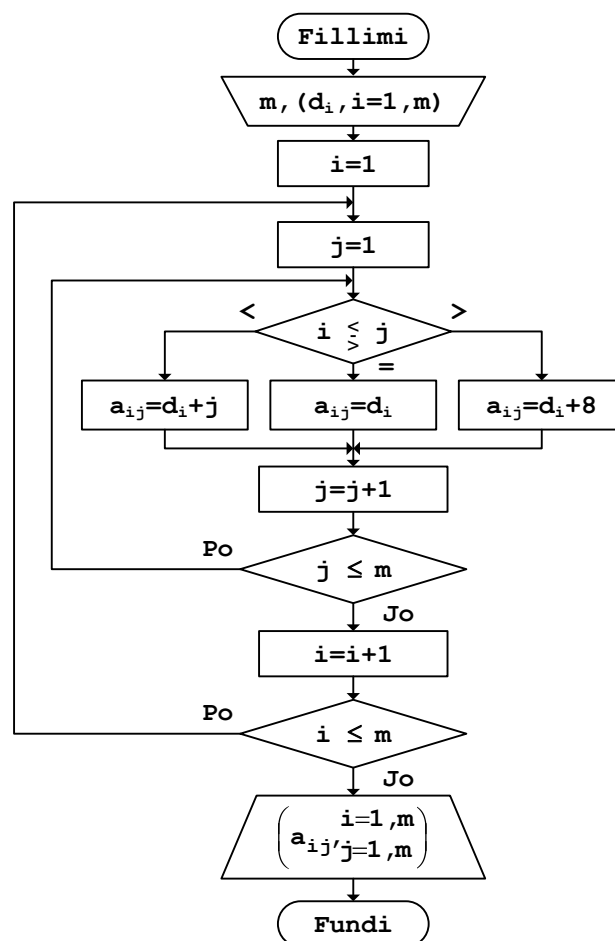 Fillimi
m,(dᵢ,i=1,m)
i=1
j=1
< >
i ≤ j
>
=
aᵢⱼ=dᵢ+j aᵢⱼ=dᵢ aᵢⱼ=dᵢ+8
j=j+1
Po
j ≤ m
Jo
i=i+1
Po
i ≤ m
Jo
i=1,m
aᵢⱼ,j=1,m
Fundi